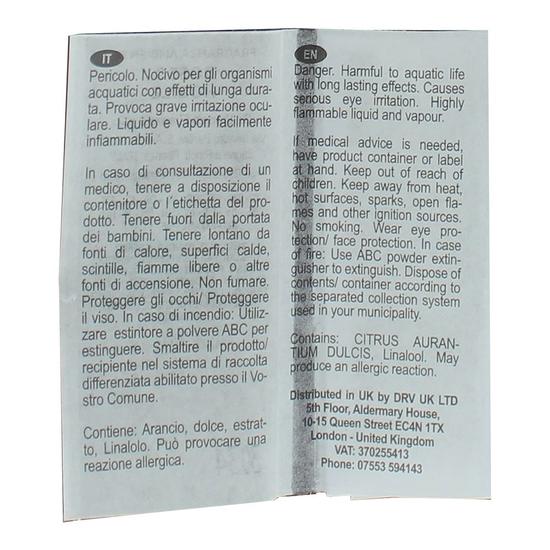 IT
Pericolo. Nocivo per gli organismi
acquatici con effetti di lunga dura-
ta. Provoca grave irritazione ocu-
lare. Liquido e vapori facilmente
infiammabili.
In caso di consultazione di un
medico, tenere a disposizione il
contenitore o l´etichetta del pro-
dotto. Tenere fuori dalla portata
dei bambini. Tenere lontano da
fonti di calore, superfici calde,
scintille, fiamme libere o altre
fonti di accensione. Non fumare.
Proteggere gli occhi/ Proteggere
il viso. In caso di incendio: Utiliz-
zare estintore a polvere ABC per
estinguere. Smaltire il prodotto/
recipiente nel sistema di raccolta
differenziata abilitato presso il Vo-
stro Comune.
Contiene: Arancio, dolce, estrat-
to, Linalolo. Può provocare una
reazione allergica.
EN
Danger. Harmful to aquatic life
with long lasting effects. Causes
serious eye irritation. Highly
flammable liquid and vapour.
If medical advice is needed,
have product container or label
at hand. Keep out of reach of
children. Keep away from heat,
hot surfaces, sparks, open fla-
mes and other ignition sources.
No smoking. Wear eye pro-
tection/ face protection. In case
of fire: Use ABC powder extin-
guisher to extinguish. Dispose of
contents/ container according to
the separated collection system
used in your municipality.
Contains: CITRUS AURAN-
TIUM DULCIS, Linalool. May
produce an allergic reaction.
Distributed in UK by DRV UK LTD
5th Floor, Aldermary House,
10-15 Queen Street EC4N 1TX
London - United Kingdom
VAT: 370255413
Phone: 07553 594143